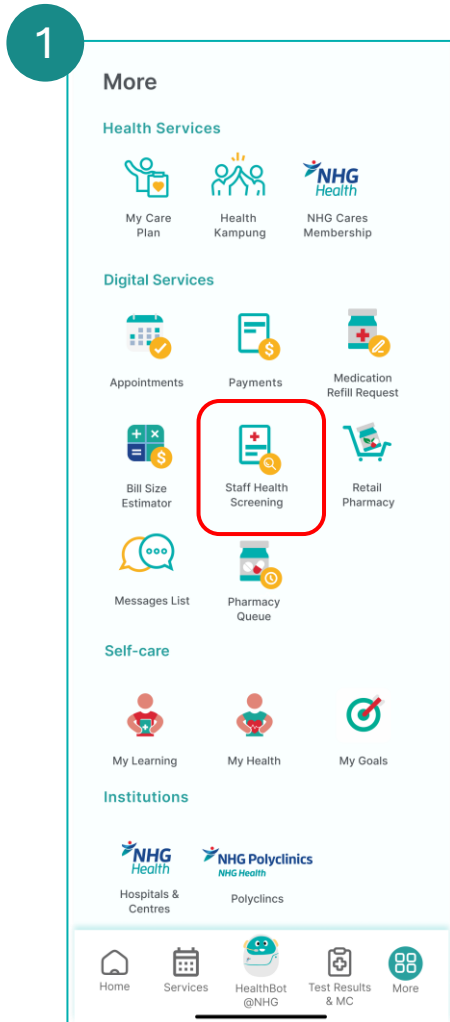 1
More
Health Services
NHG
Health
My Care
Plan
Health
Kampung
NHG Cares
Membership
Digital Services
$
Appointments
Payments
Medication
Refill Request
$
Bill Size
Estimator
Staff Health
Screening
Retail
Pharmacy
Messages List
Pharmacy
Queue
Self-care
My Learning
My Health
My Goals
Institutions
NHG
Health
NHG Polyclinics
NHG Health
Hospitals &
Centres
Polyclincs
Home
Services
HealthBot
@NHG
Test Results
& MC
More